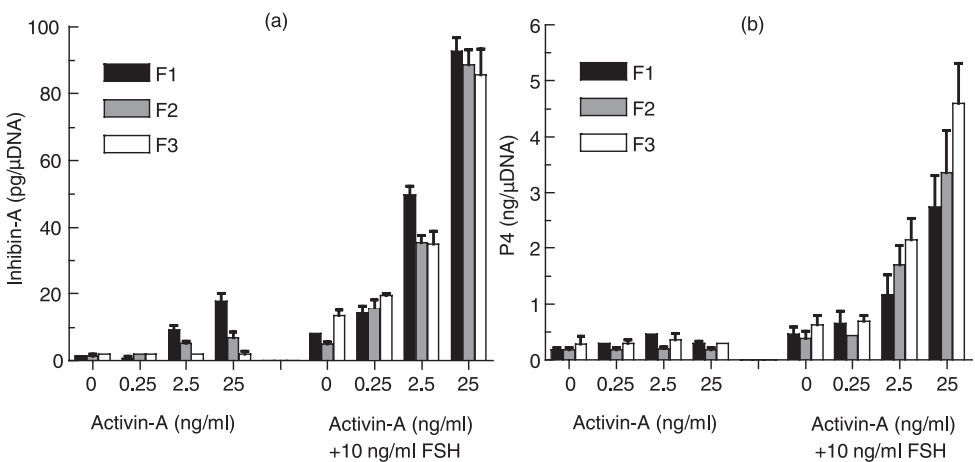 (a)
Inhibin-A (pg/μDNA)
100
80
60
40
20
0
F1
F2
F3
0 0.25 2.5 25 0 0.25 2.5 25
Activin-A (ng/ml) Activin-A (ng/ml)
+10 ng/ml FSH
(b)
P4 (ng/μDNA)
6
5
4
3
2
1
0
F1
F2
F3
0 0.25 2.5 25 0 0.25 2.5 25
Activin-A (ng/ml) Activin-A (ng/ml)
+10 ng/ml FSH